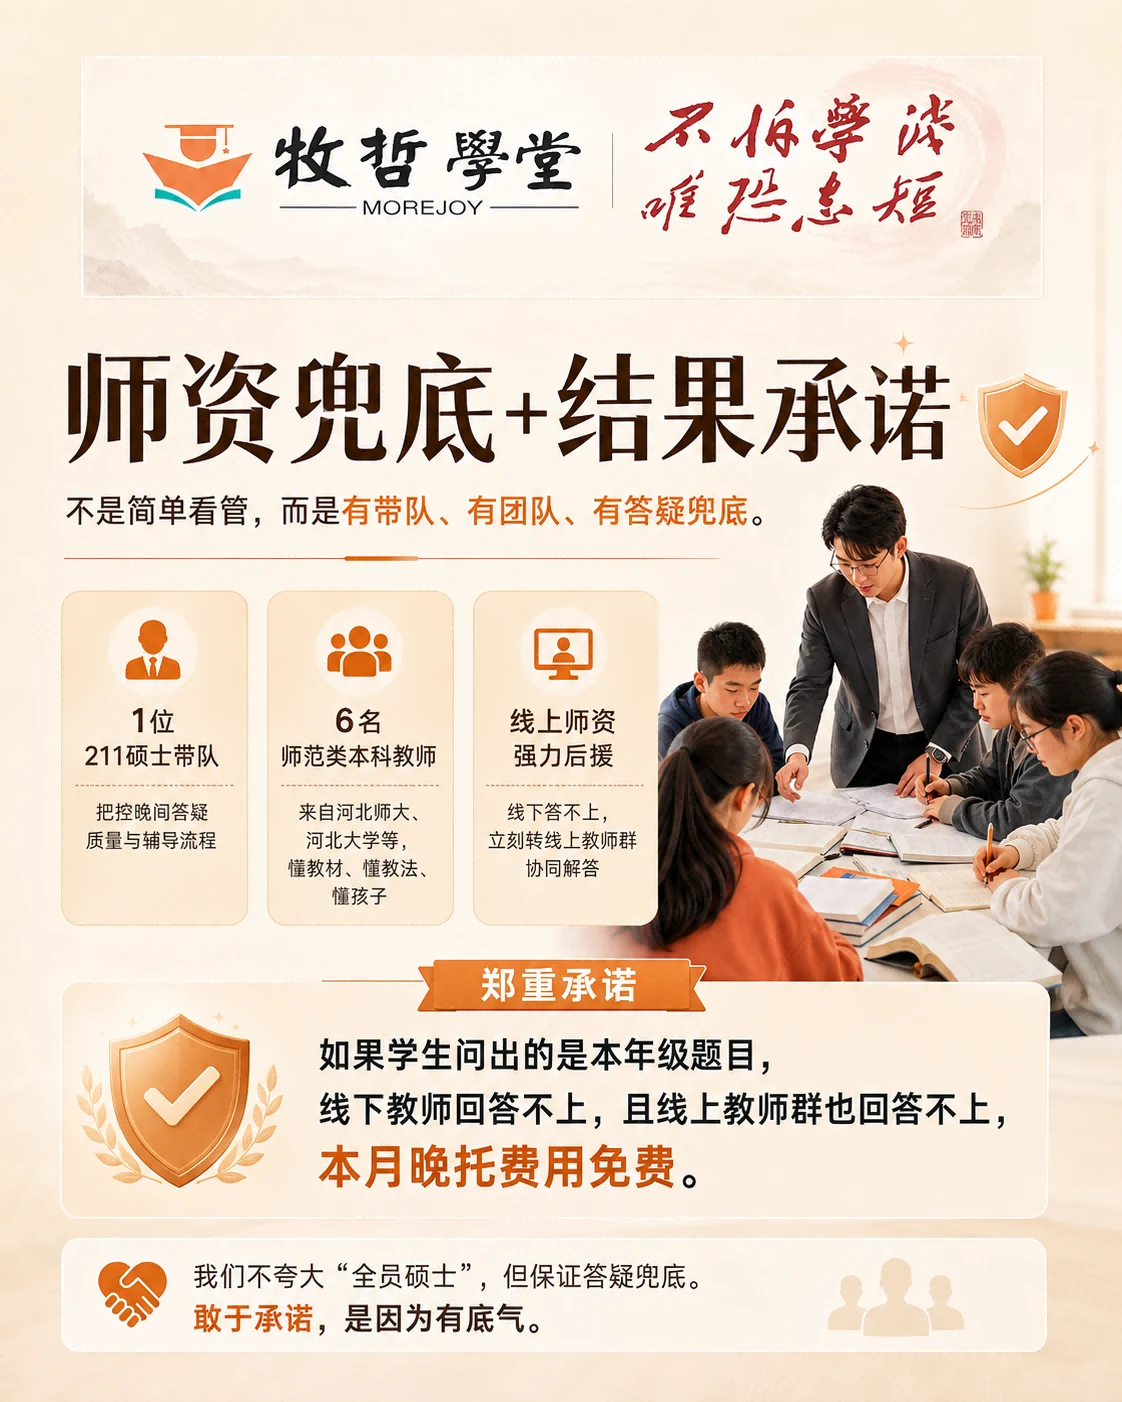 牧哲學堂
MOREJOY
不怕學淺
唯恐志短
师资兜底+结果承诺
不是简单看管，而是有带队、有团队、有答疑兜底。
1位
211硕士带队
把控晚间答疑
质量与辅导流程
6名
师范类本科教师
来自河北师大、
河北大学等，
懂教材、懂教法、
懂孩子
线上师资
强力后援
线下答不上，
立刻转线上教师群
协同解答
郑重承诺
如果学生问出的是本年级题目，
线下教师回答不上，且线上教师群也回答不上，
本月晚托费用免费。
我们不夸大“全员硕士”，但保证答疑兜底。
敢于承诺，是因为有底气。